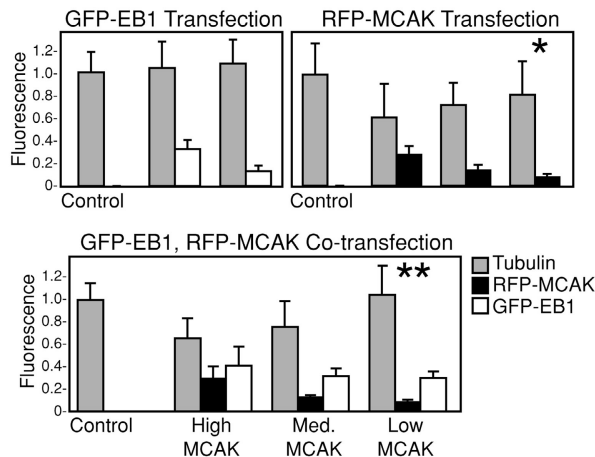 GFP-EB1 Transfection
RFP-MCAK Transfection
Fluorescence
1.2-
1.0-
0.8-
0.6-
0.4-
0.2-
0-
*
Control
Control
GFP-EB1, RFP-MCAK Co-transfection
Fluorescence
1.2-
1.0-
0.8-
0.6-
0.4-
0.2-
0-
**
Tubulin
RFP-MCAK
GFP-EB1
Control
High
MCAK
Med.
MCAK
Low
MCAK